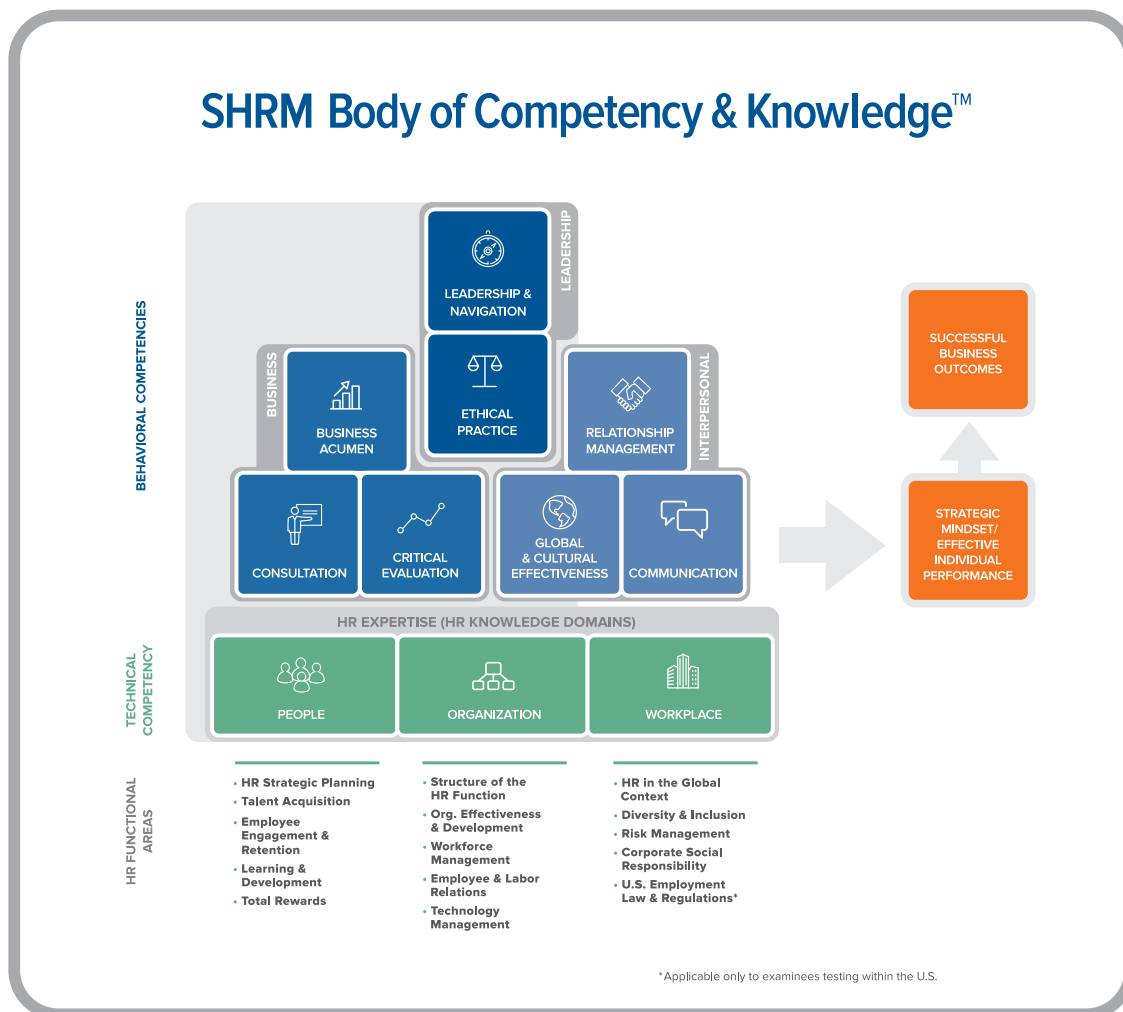 SHRM Body of Competency & Knowledge™
BEHAVIORAL COMPETENCIES
LEADERSHIP
LEADERSHIP &
NAVIGATION
ETHICAL
PRACTICE
BUSINESS
BUSINESS
ACUMEN
CONSULTATION
CRITICAL
EVALUATION
INTERPERSONAL
RELATIONSHIP
MANAGEMENT
GLOBAL
& CULTURAL
EFFECTIVENESS
COMMUNICATION
SUCCESSFUL
BUSINESS
OUTCOMES
STRATEGIC
MINDSET/
EFFECTIVE
INDIVIDUAL
PERFORMANCE
TECHNICAL
COMPETENCY
HR EXPERTISE (HR KNOWLEDGE DOMAINS)
PEOPLE
ORGANIZATION
WORKPLACE
HR FUNCTIONAL
AREAS
• HR Strategic Planning
• Talent Acquisition
• Employee
Engagement &
Retention
• Learning &
Development
• Total Rewards
• Structure of the
HR Function
• Org. Effectiveness
& Development
• Workforce
Management
• Employee & Labor
Relations
• Technology
Management
• HR in the Global
Context
• Diversity & Inclusion
• Risk Management
• Corporate Social
Responsibility
• U.S. Employment
Law & Regulations*
*Applicable only to examinees testing within the U.S.